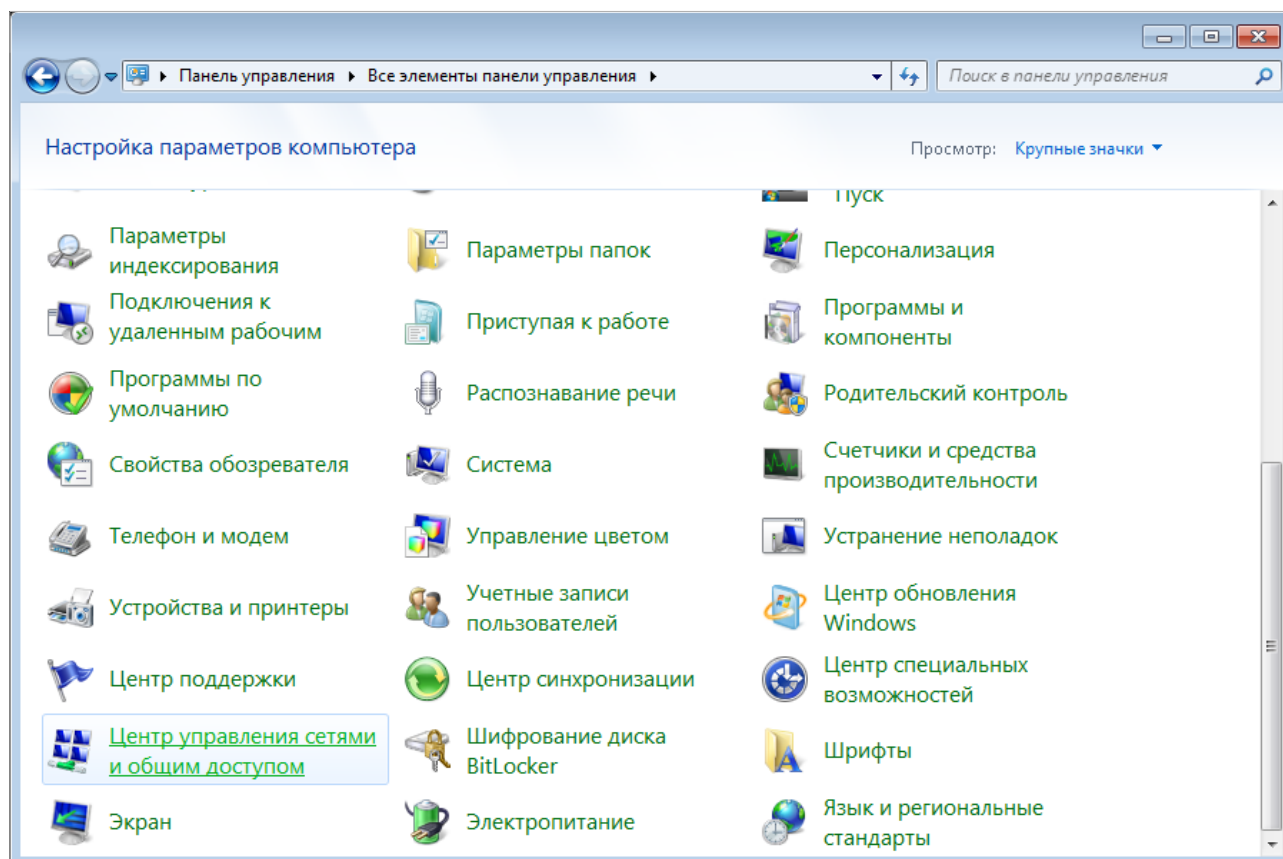 Панель управления
Все элементы панели управления
Поиск в панели управления
Настройка параметров компьютера
Просмотр: Крупные значки
Пуск
Параметры
индексирования
Параметры папок
Персонализация
Подключения к
удаленным рабочим
Приступая к работе
Программы и
компоненты
Программы по
умолчанию
Распознавание речи
Родительский контроль
Свойства обозревателя
Система
Счетчики и средства
производительности
Телефон и модем
Управление цветом
Устранение неполадок
Устройства и принтеры
Учетные записи
пользователей
Центр обновления
Windows
Центр поддержки
Центр синхронизации
Центр специальных
возможностей
Центр управления сетями
и общим доступом
Шифрование диска
BitLocker
Шрифты
Экран
Электропитание
Язык и региональные
стандарты